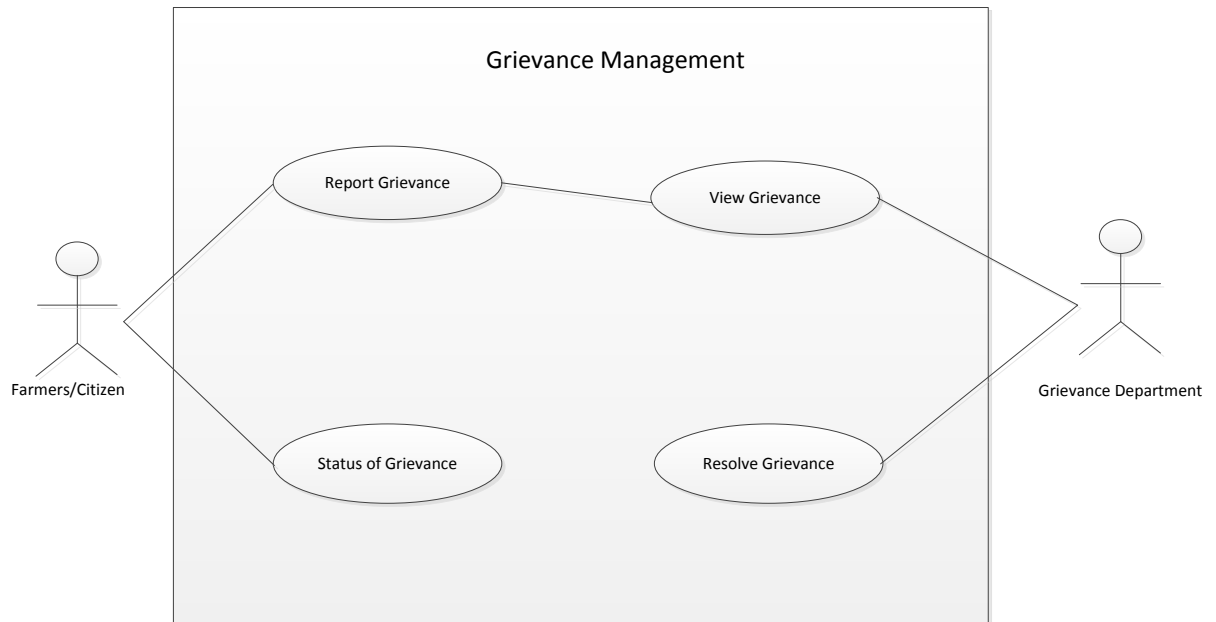 Grievance Management
Report Grievance
View Grievance
Farmers/Citizen
Grievance Department
Status of Grievance
Resolve Grievance